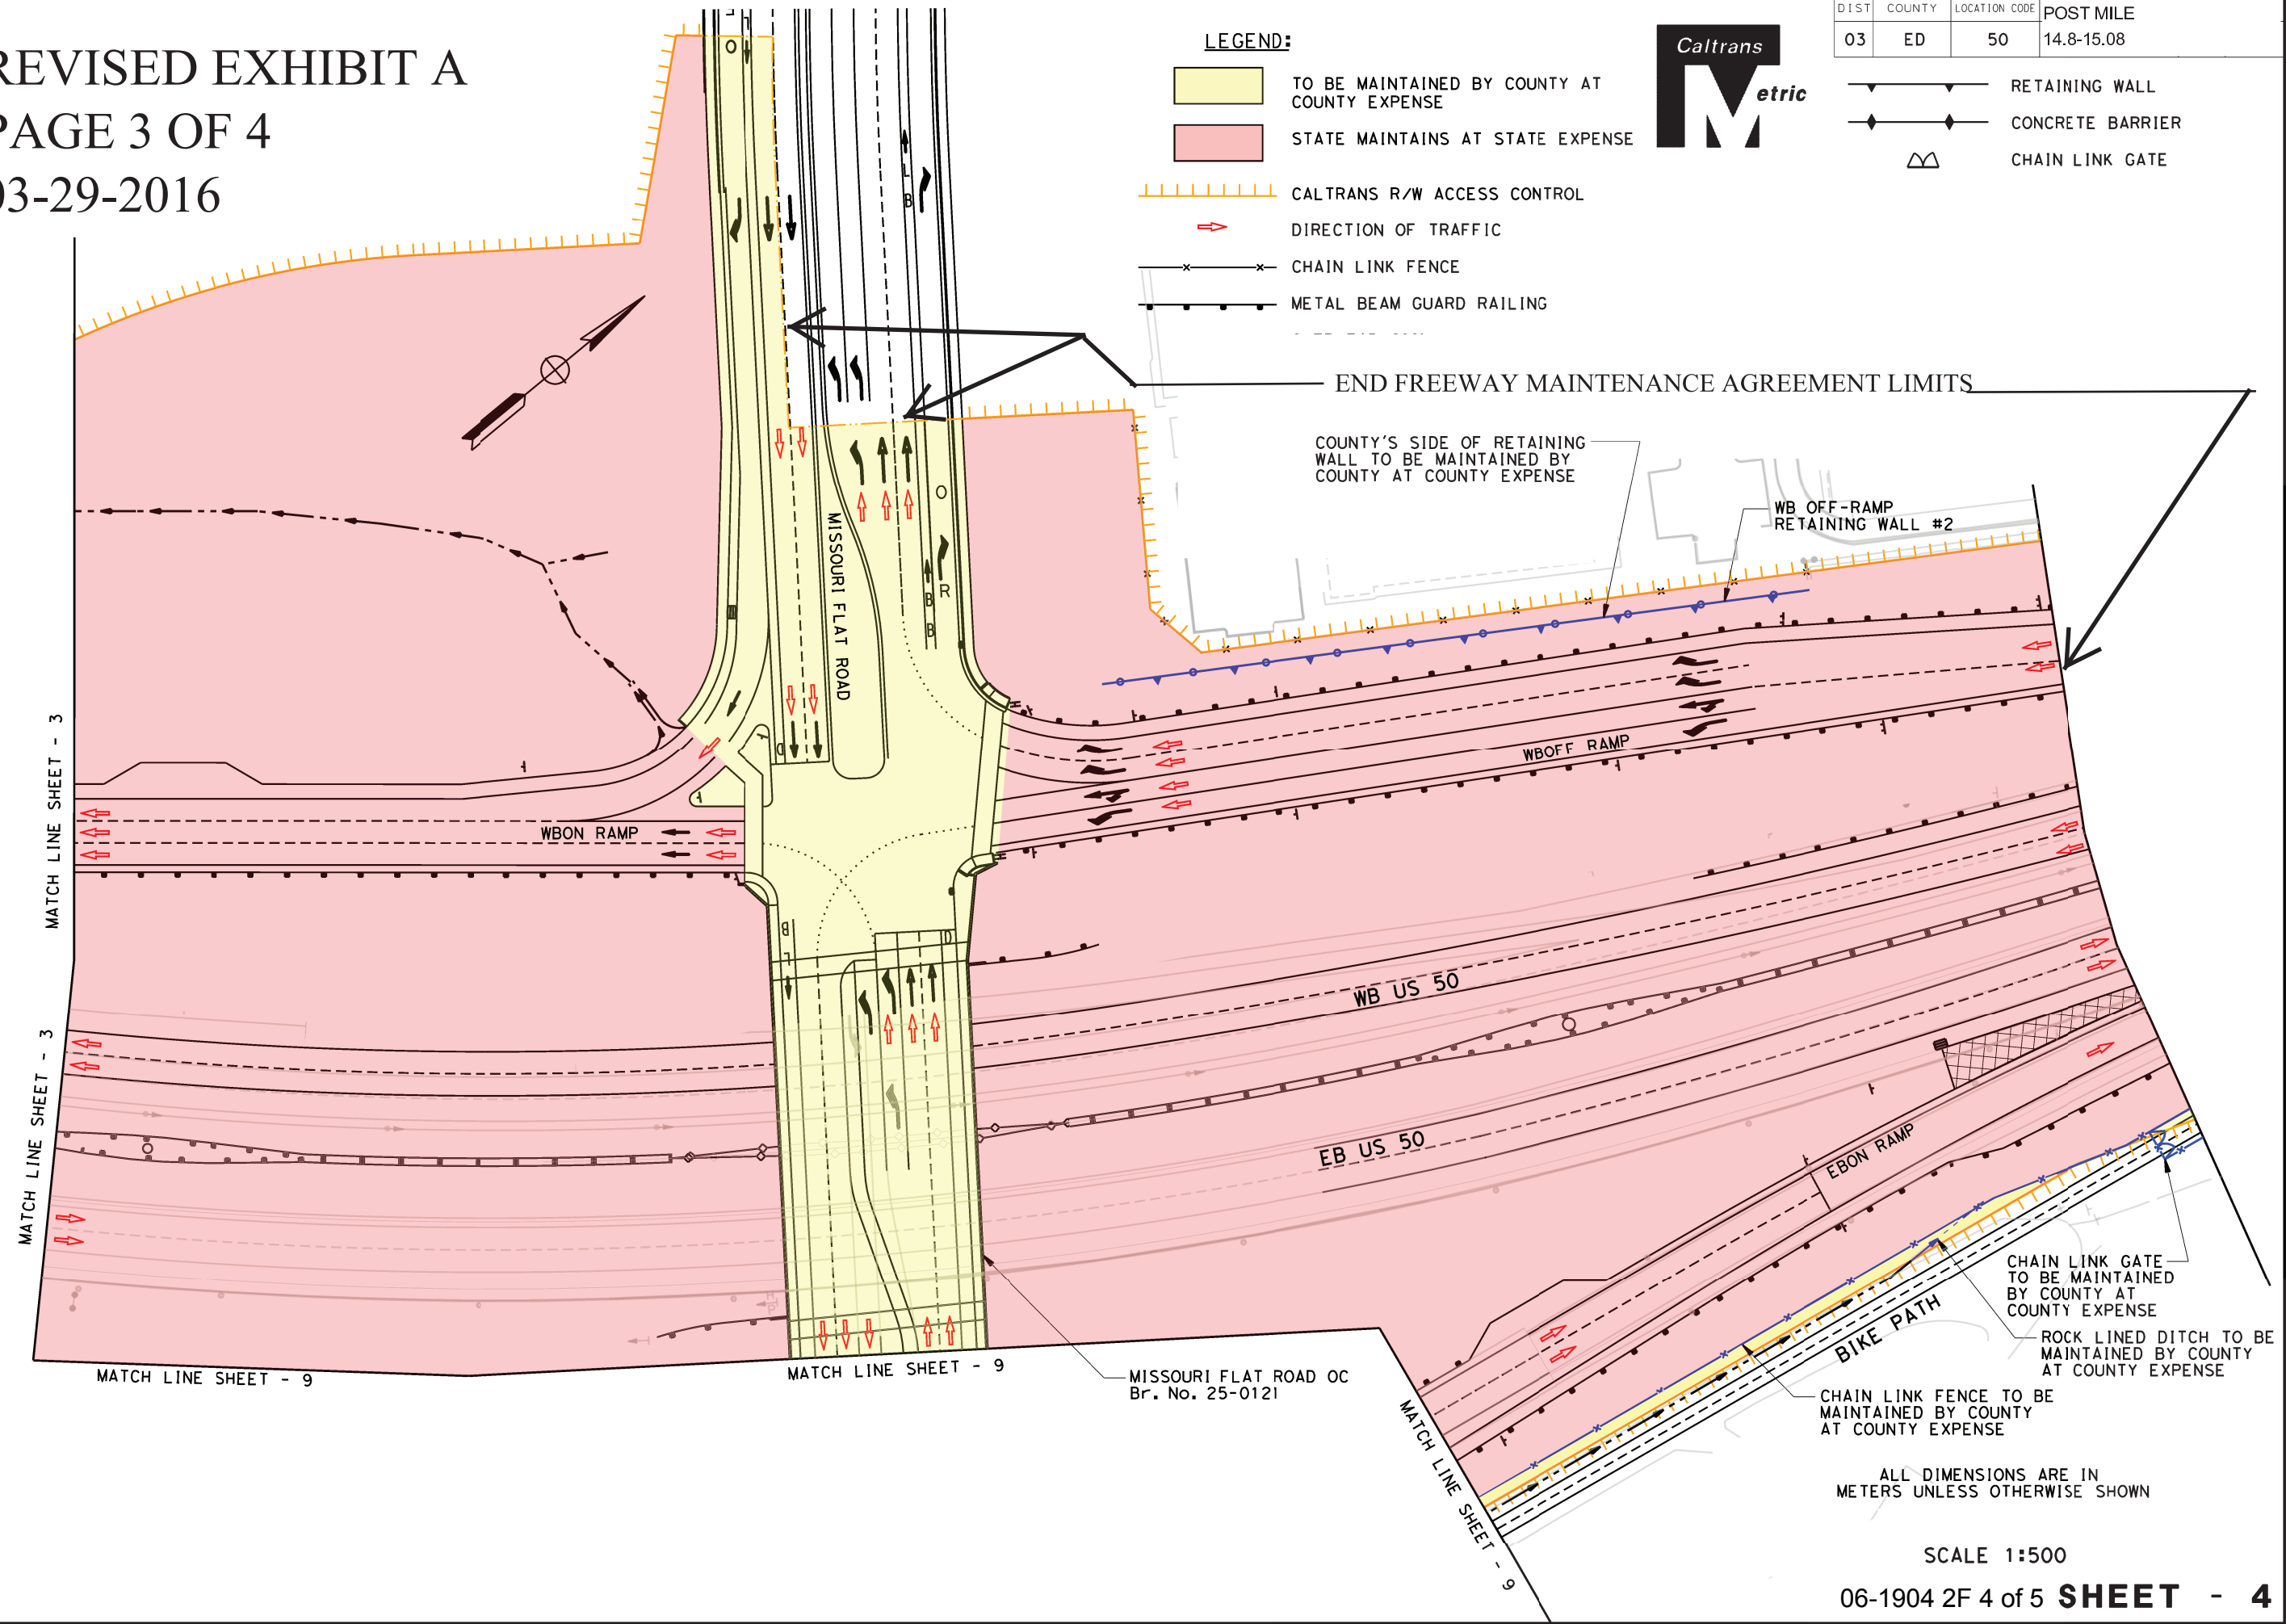 REVISED EXHIBIT A
PAGE 3 OF 4
03-29-2016
LEGEND:
TO BE MAINTAINED BY COUNTY AT
COUNTY EXPENSE
STATE MAINTAINS AT STATE EXPENSE
CALTRANS R/W ACCESS CONTROL
DIRECTION OF TRAFFIC
CHAIN LINK FENCE
METAL BEAM GUARD RAILING
Caltrans
Metric
DIST COUNTY LOCATION CODE POST MILE
03 ED 50 14.8-15.08
RETAINING WALL
CONCRETE BARRIER
CHAIN LINK GATE
END FREEWAY MAINTENANCE AGREEMENT LIMITS
COUNTY'S SIDE OF RETAINING
WALL TO BE MAINTAINED BY
COUNTY AT COUNTY EXPENSE
WB OFF-RAMP
RETAINING WALL #2
MISSOURI FLAT ROAD
WBOFF RAMP
WBON RAMP
MATCH LINE SHEET - 3
MATCH LINE SHEET - 3
WB US 50
EB US 50
EBON RAMP
BIKE PATH
CHAIN LINK GATE
TO BE MAINTAINED
BY COUNTY AT
COUNTY EXPENSE
ROCK LINED DITCH TO BE
MAINTAINED BY COUNTY
AT COUNTY EXPENSE
CHAIN LINK FENCE TO BE
MAINTAINED BY COUNTY
AT COUNTY EXPENSE
MATCH LINE SHEET - 9
MATCH LINE SHEET - 9
MATCH LINE SHEET - 9
MISSOURI FLAT ROAD OC
Br. No. 25-0121
ALL DIMENSIONS ARE IN
METERS UNLESS OTHERWISE SHOWN
SCALE 1:500
06-1904 2F 4 of 5 SHEET - 4